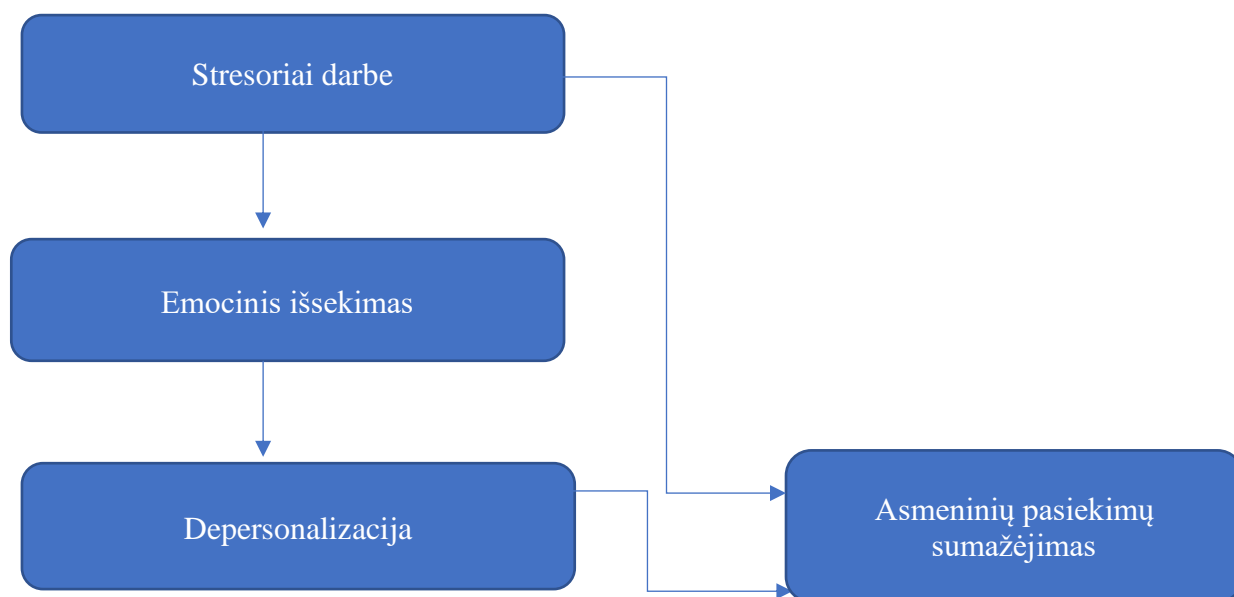 Stresoriai darbe
Emocinis išsekimas
Depersonalizacija
Asmeninių pasiekimų
sumažėjimas